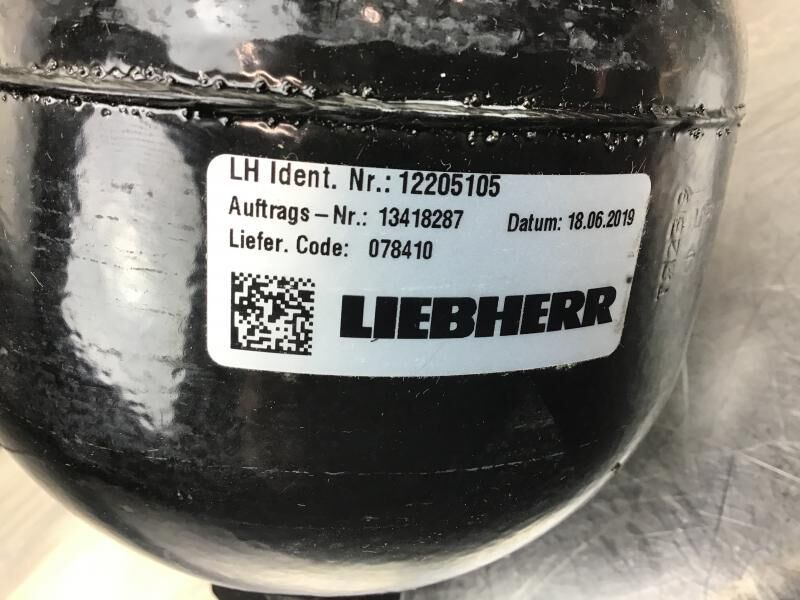 LH Ident. Nr.: 12205105
Auftrags-Nr.: 13418287 Datum: 18.06.2019
Liefer. Code: 078410
LIEBHERR